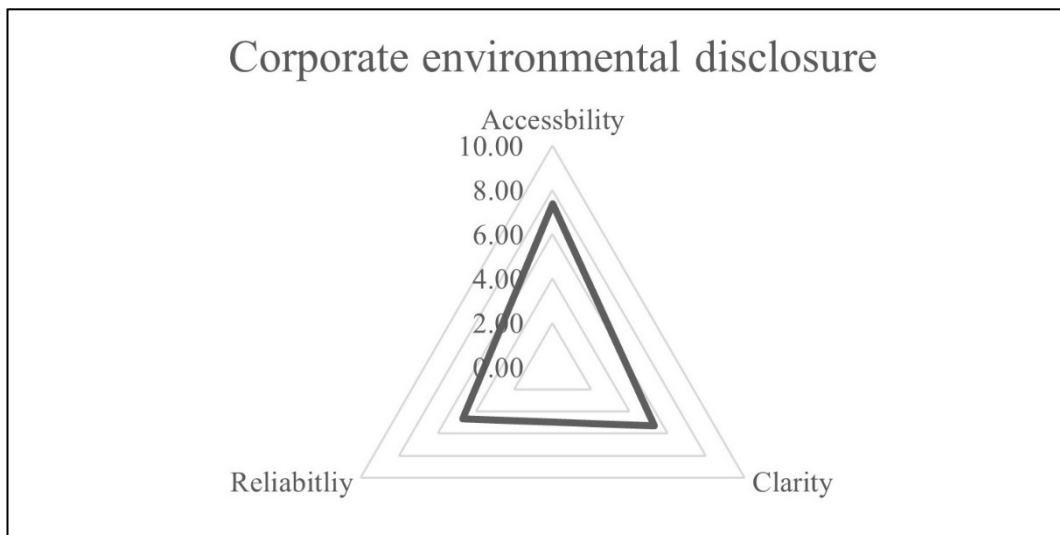 Corporate environmental disclosure
Accessbility
10.00
8.00
6.00
4.00
2.00
0.00
Reliabitliy
Clarity